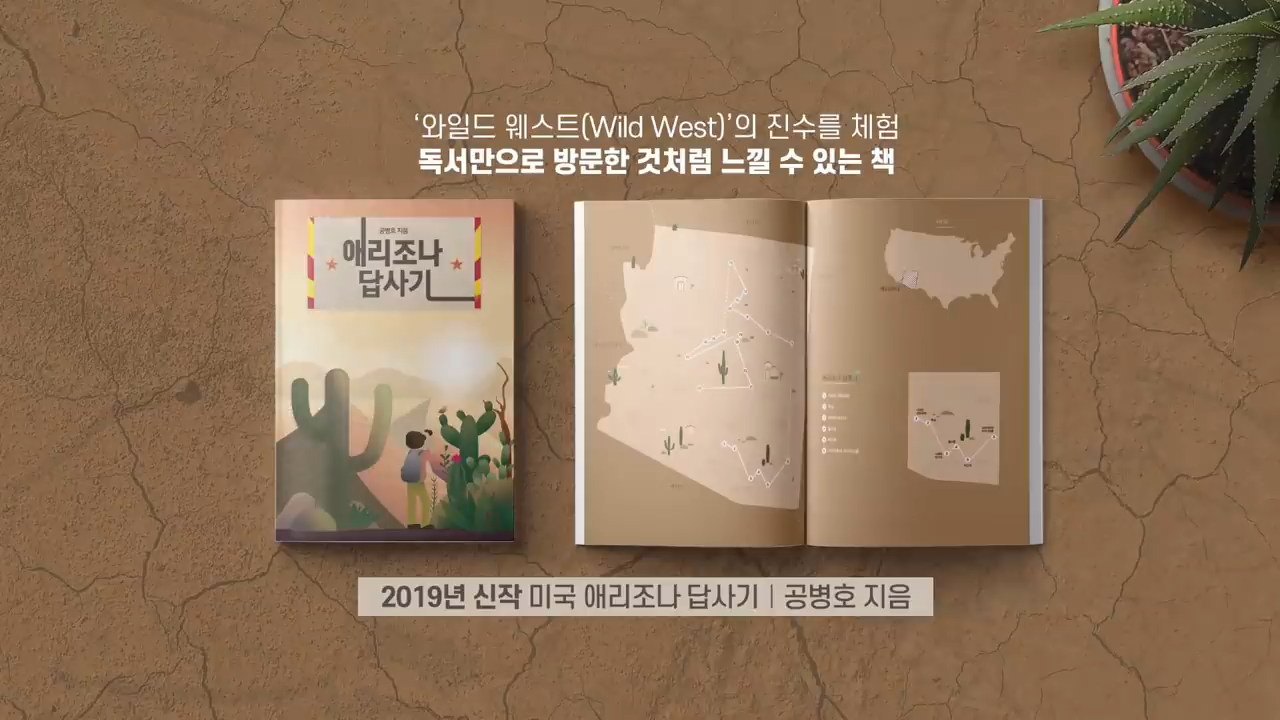 ‘와일드 웨스트(Wild West)’의 진수를 체험
독서만으로 방문한 것처럼 느낄 수 있는 책
공병호 지음
애리조나
답사기
2019년 신작 미국 애리조나 답사기 | 공병호 지음